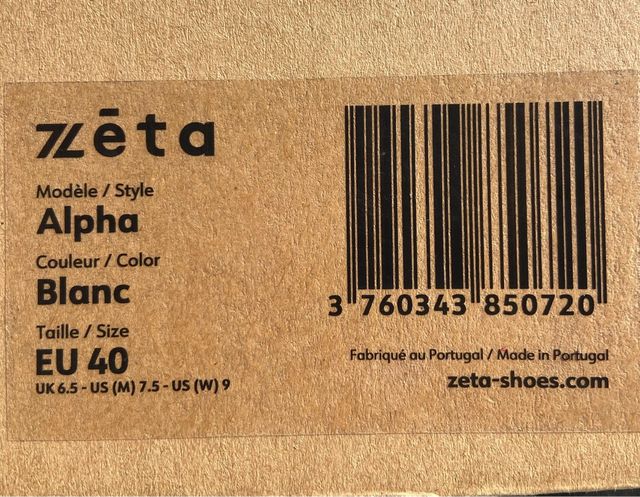 zēta
Modèle / Style
Alpha
Couleur / Color
Blanc
Taille / Size
EU 40
UK 6.5 - US (M) 7.5 - US (W) 9
3 760343 850720
Fabriqué au Portugal / Made in Portugal
zeta-shoes.com